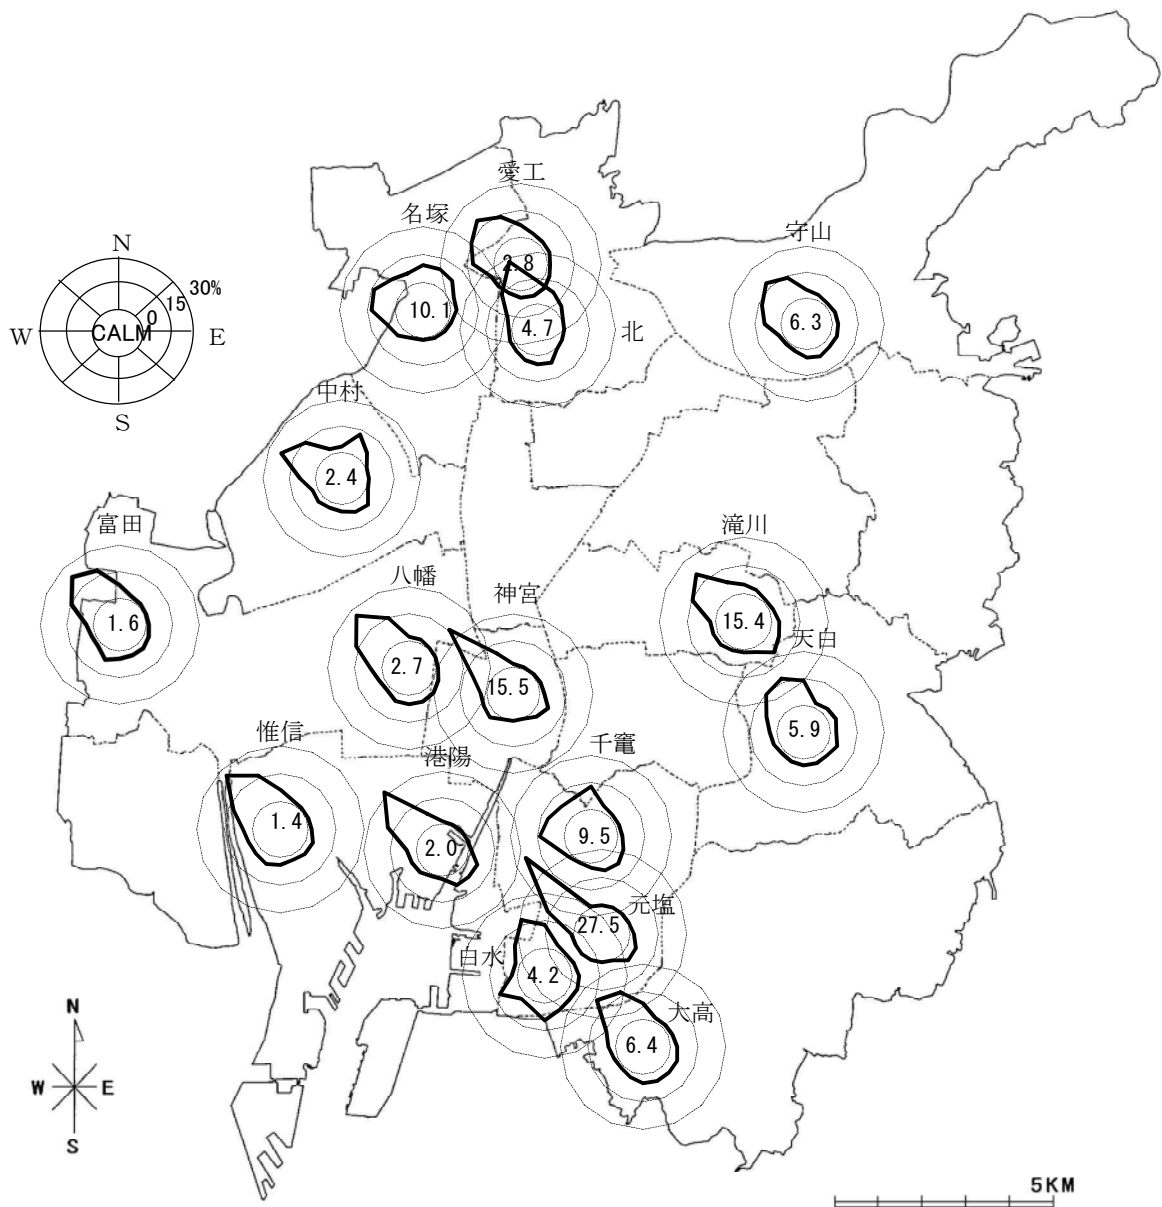 愛工
名塚
守山
N
30%
15
0
CALM
W
E
S
2.8
10.1
4.7
北
6.3
中村
2.4
富田
1.6
八幡
2.7
神宮
15.5
滝川
15.4
天白
5.9
惟信
1.4
港陽
2.0
千竈
9.5
元塩
27.5
白水
4.2
大高
6.4
N
W
E
S
5KM